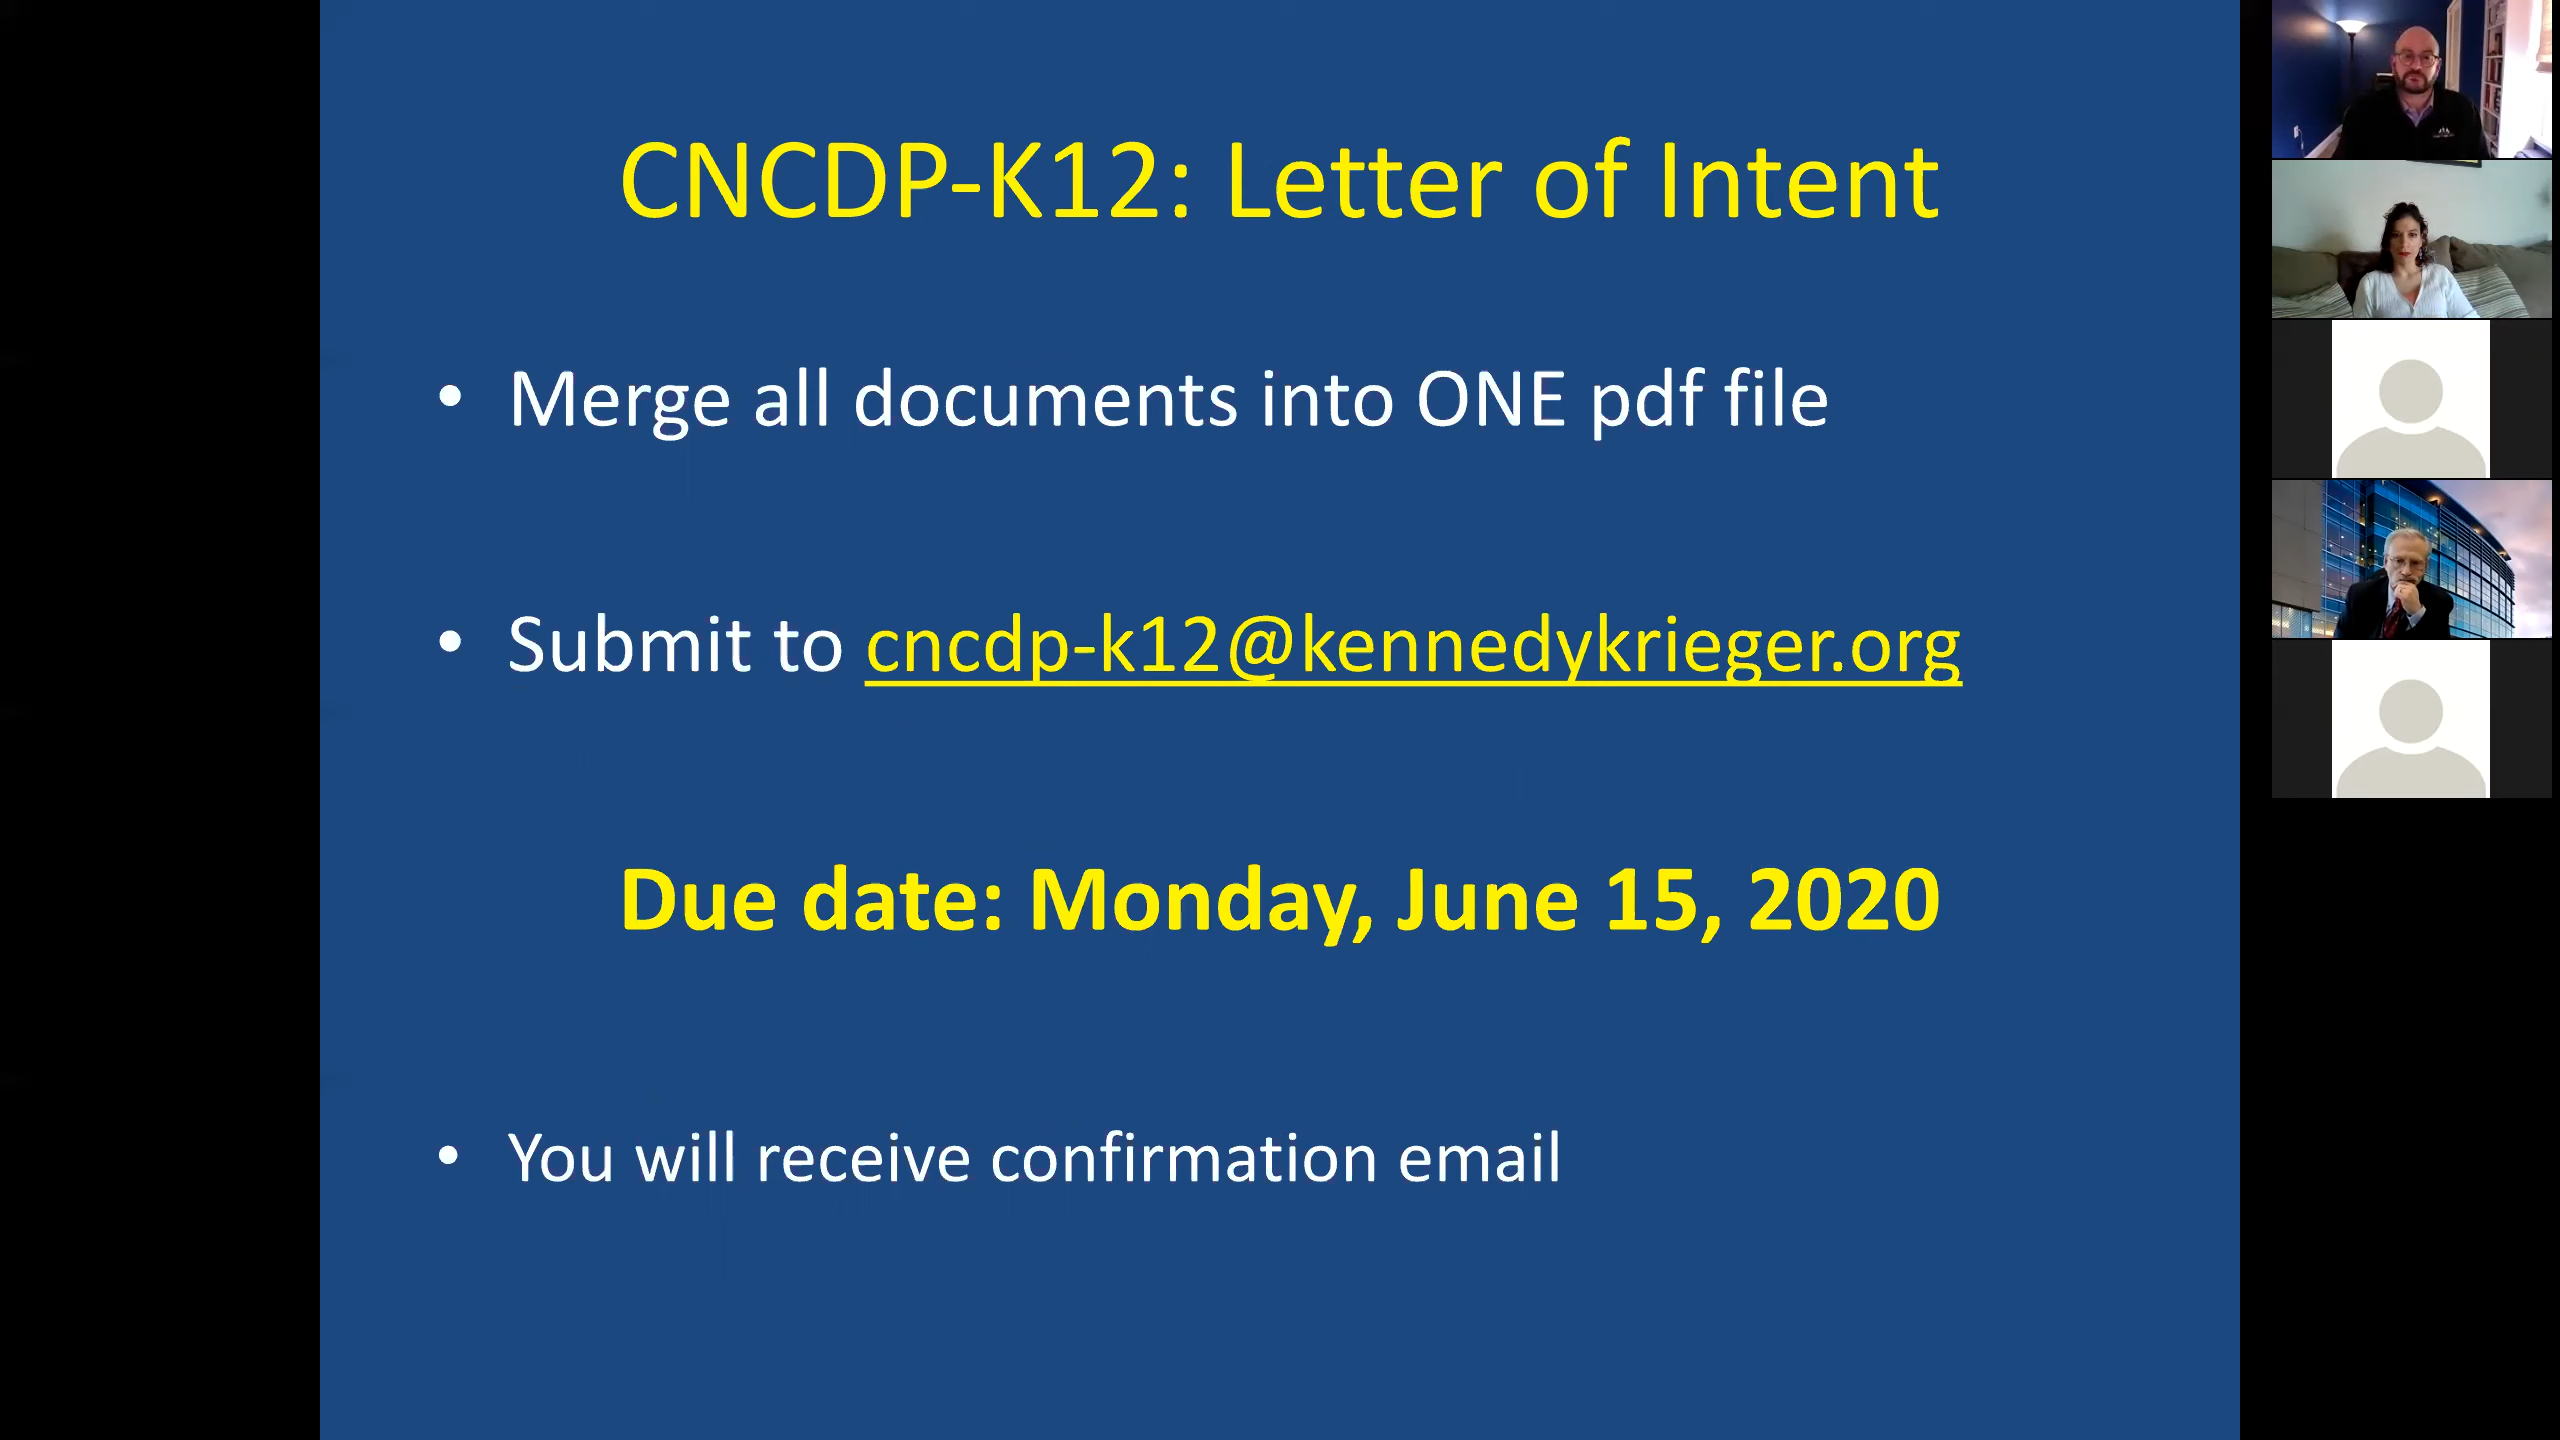 CNCDP-K12: Letter of Intent
• Merge all documents into ONE pdf file
• Submit to cncdp-k12@kennedykrieger.org
Due date: Monday, June 15, 2020
• You will receive confirmation email